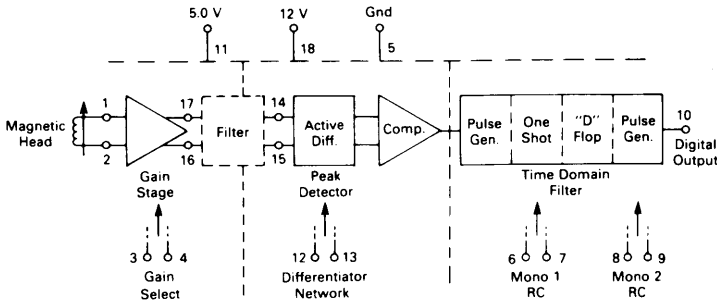 5.0 V 12 V Gnd
11 18 5
1 17 14 10
Magnetic Head
2 16 15
Filter
Active Diff.
Comp.
Pulse Gen.
One Shot
"D" Flop
Pulse Gen.
Digital Output
Gain Stage
Peak Detector
Time Domain Filter
3 4 12 13 6 7 8 9
Gain Select
Differentiator Network
Mono 1 RC
Mono 2 RC